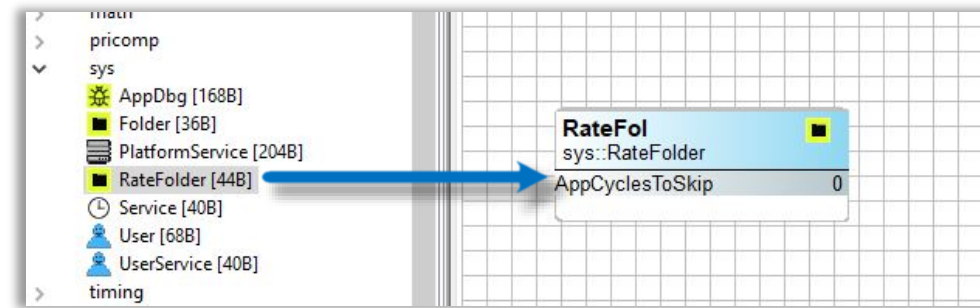 math
pricomp
sys
AppDbg [168B]
Folder [36B]
PlatformService [204B]
RateFolder [44B]
Service [40B]
User [68B]
UserService [40B]
timing
RateFol
sys::RateFolder
AppCyclesToSkip 0